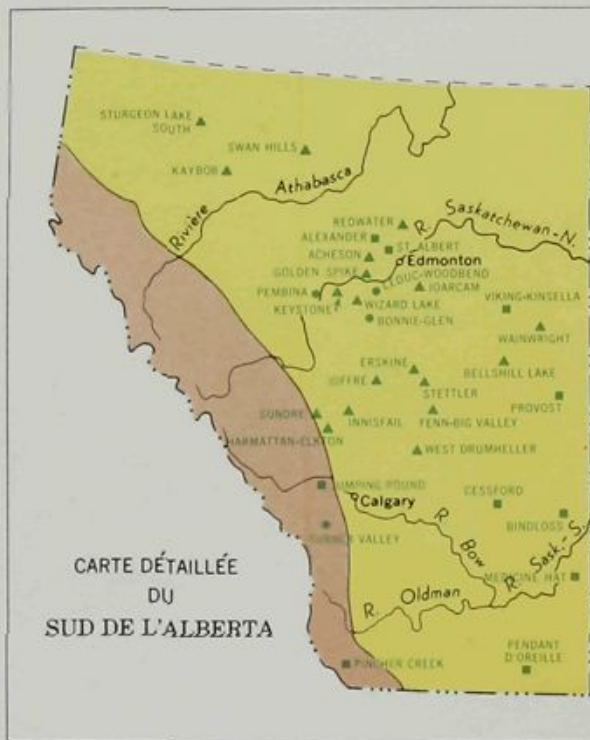 STURGEON LAKE
SOUTH
SWAN HILLS
KAYBOB
Rivière Athabasca
REDWATER
R. Saskatchewan-N.
ALEXANDER
ST. ALBERT
ACHESON
Edmonton
GOLDEN SPIKE
LEDUC-WOODBEND
PEMBINA
JOARCAM
KEYSTONE
WIZARD LAKE
VIKING-KINSELLA
BONNIE-GLEN
WAINWRIGHT
ERSKINE
BELLSHILL LAKE
JOFFRE
STETTLER
PROVOST
SUNDRE
INNISFAIL
FENN-BIG VALLEY
HARMATTAN-ELKTON
WEST DRUMHELLER
JUMPING POUND
CESSFORD
Calgary
BINDLOSS
R. Bow
TURNER VALLEY
R. Sask.-S.
MEDICINE HAT
R. Oldman
CARTE DÉTAILLÉE
DU
SUD DE L'ALBERTA
PENDANT
D'OREILLE
PINCHER CREEK